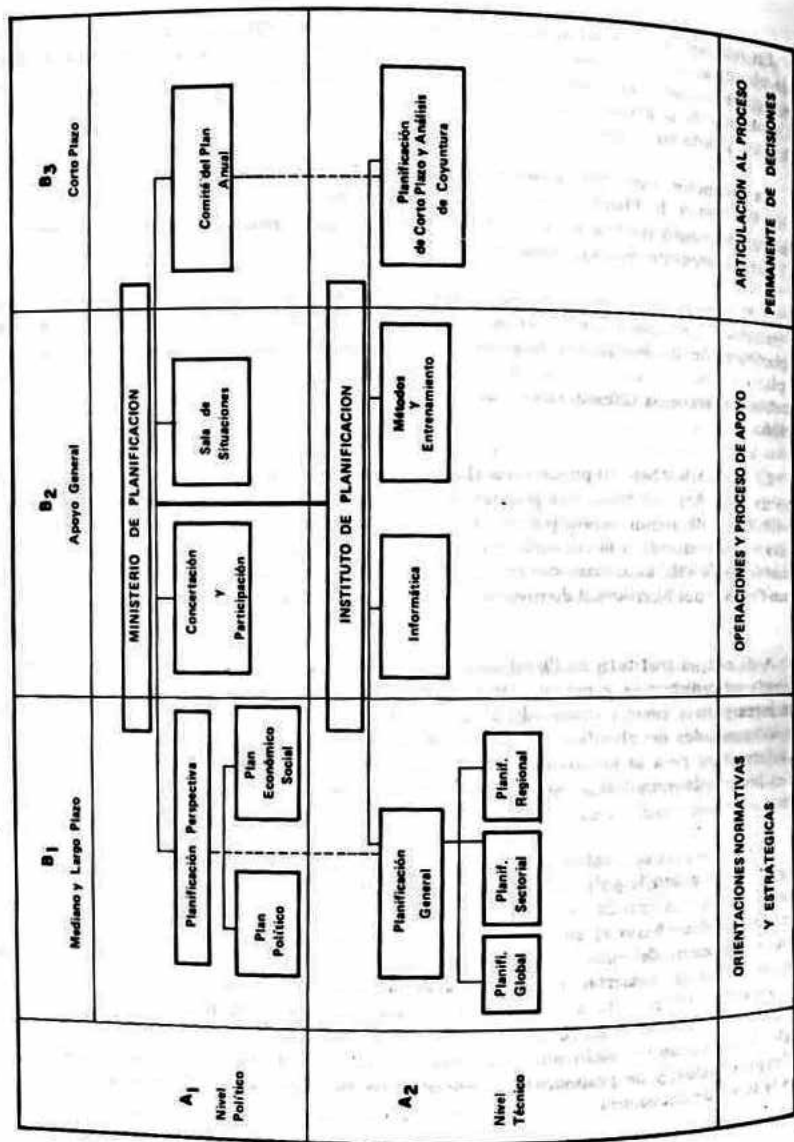 B1
Mediano y Largo Plazo
B2
Apoyo General
B3
Corto Plazo
A1
Nivel
Político
MINISTERIO DE PLANIFICACION
Planificación Perspectiva
Plan
Político
Plan
Económico
Social
Concertación
y
Participación
Sala de
Situaciones
Comité del Plan
Anual
A2
Nivel
Técnico
INSTITUTO DE PLANIFICACION
Planificación
General
Planifi.
Global
Planif.
Sectorial
Planif.
Regional
Informática
Métodos
Y
Entrenamiento
Planificación
de Corto Plazo y Análisis
de Coyuntura
ORIENTACIONES NORMATIVAS
Y ESTRATEGICAS
OPERACIONES Y PROCESO DE APOYO
ARTICULACION AL PROCESO
PERMANENTE DE DECISIONES